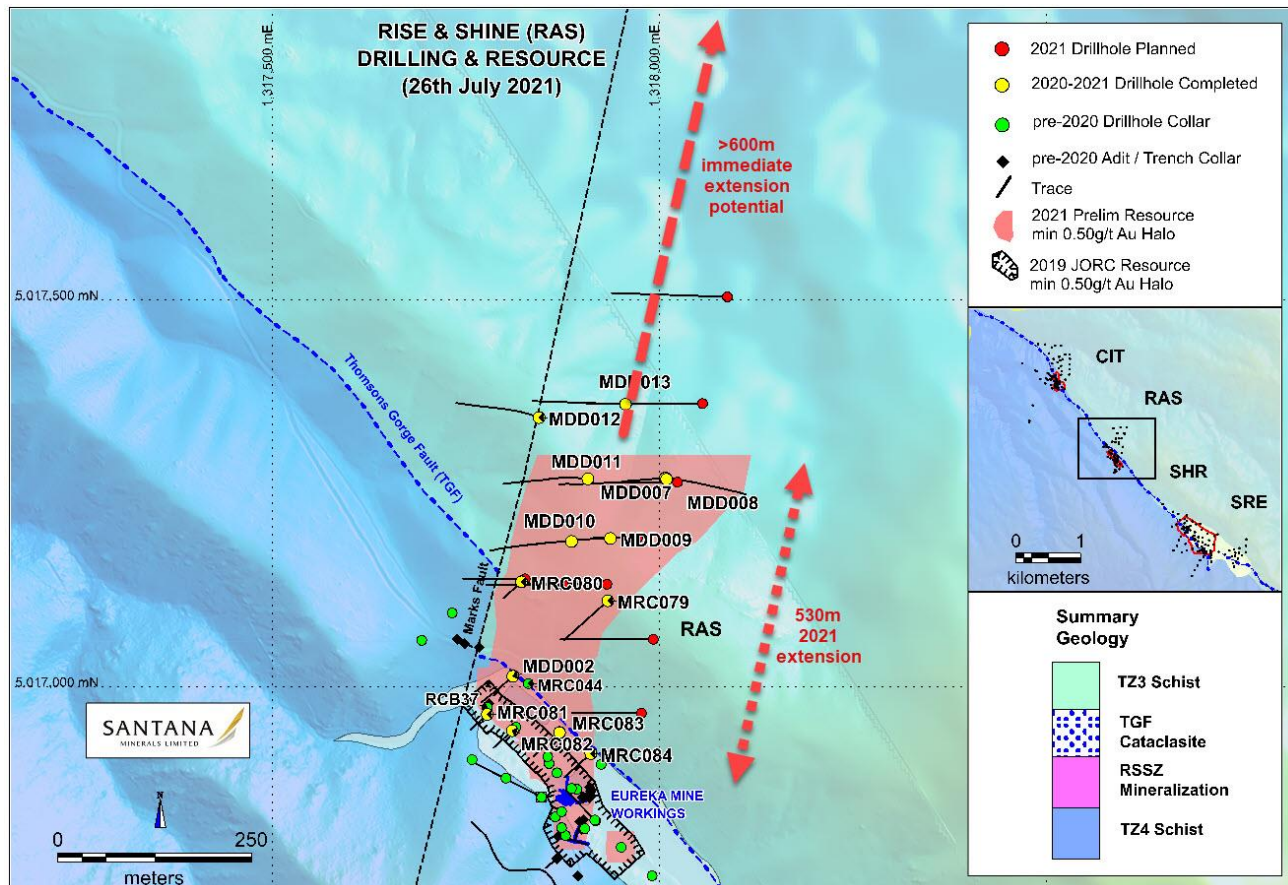 RISE & SHINE (RAS)
DRILLING & RESOURCE
(26th July 2021)
1,317,500 mE
1,318,000 mE
>600m
immediate
extension
potential
5,017,500 mN
Thomsons Gorge Fault (TGF)
MDD013
MDD012
MDD011
MDD007
MDD008
MDD010
MDD009
MRC080
Marks Fault
MRC079
RAS
530m
2021
extension
5,017,000 mN
MDD002
MRC044
RCB37
MRC081
MRC083
MRC082
MRC084
EUREKA MINE
WORKINGS
SANTANA
MINERALS LIMITED
N
0 250
meters
2021 Drillhole Planned
2020-2021 Drillhole Completed
pre-2020 Drillhole Collar
pre-2020 Adit / Trench Collar
Trace
2021 Prelim Resource
min 0.50g/t Au Halo
2019 JORC Resource
min 0.50g/t Au Halo
CIT
RAS
SHR
SRE
0 1
kilometers
Summary
Geology
TZ3 Schist
TGF
Cataclasite
RSSZ
Mineralization
TZ4 Schist